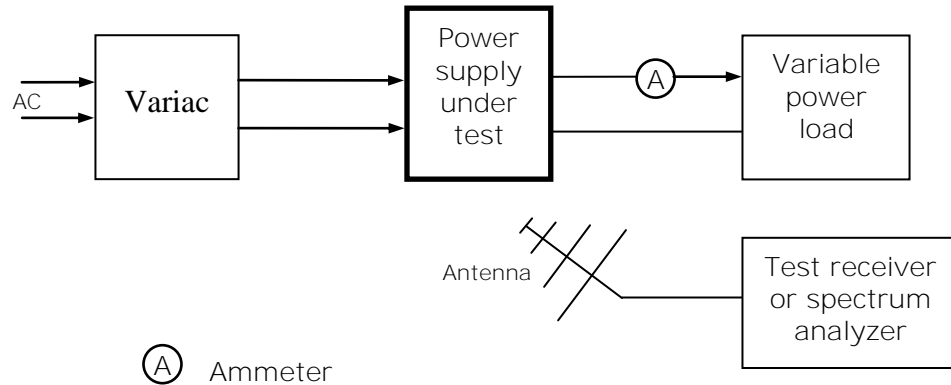 AC
Variac
Power
supply
under
test
A
Variable
power
load
Antenna
Test receiver
or spectrum
analyzer
A
Ammeter